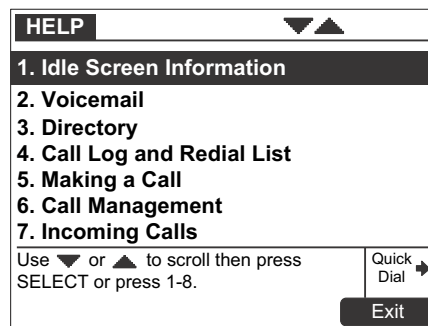 HELP
1. Idle Screen Information
2. Voicemail
3. Directory
4. Call Log and Redial List
5. Making a Call
6. Call Management
7. Incoming Calls
Use ▼ or ▲ to scroll then press
SELECT or press 1-8.
Quick
Dial
Exit